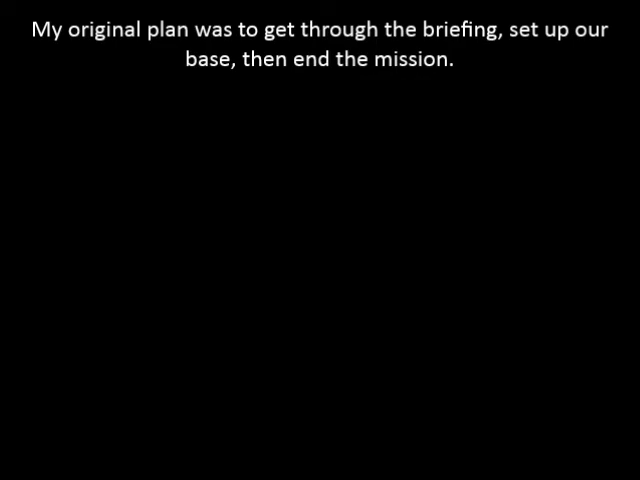 My original plan was to get through the briefing, set up our
base, then end the mission.